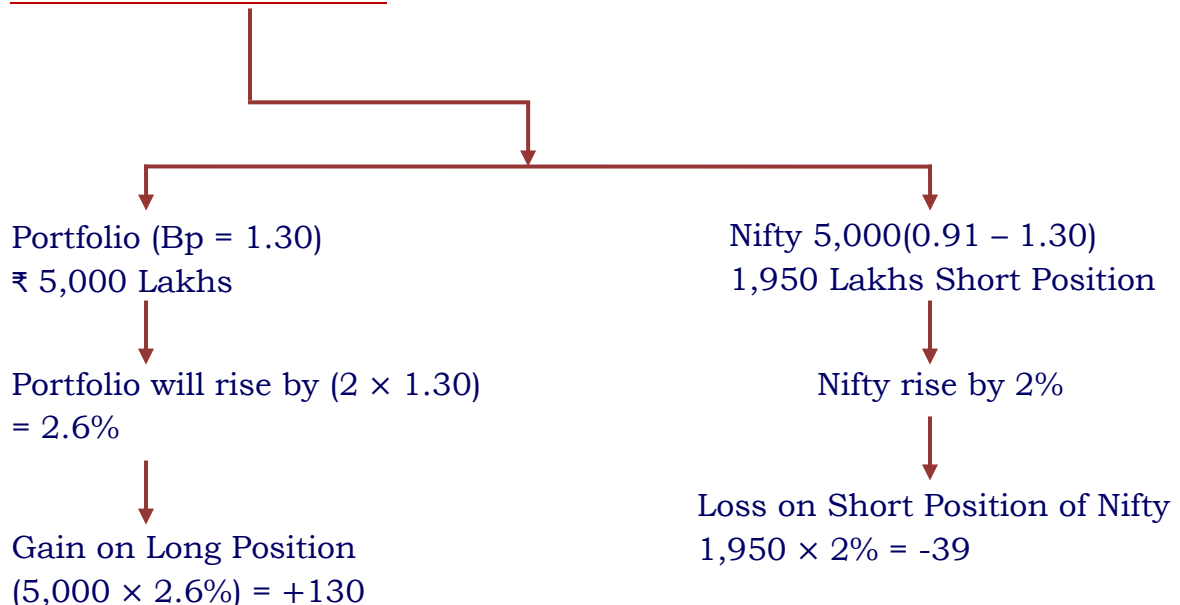 Portfolio (Bp = 1.30)
₹ 5,000 Lakhs
Portfolio will rise by (2 × 1.30)
= 2.6%
Gain on Long Position
(5,000 × 2.6%) = +130
Nifty 5,000(0.91 – 1.30)
1,950 Lakhs Short Position
Nifty rise by 2%
Loss on Short Position of Nifty
1,950 × 2% = -39